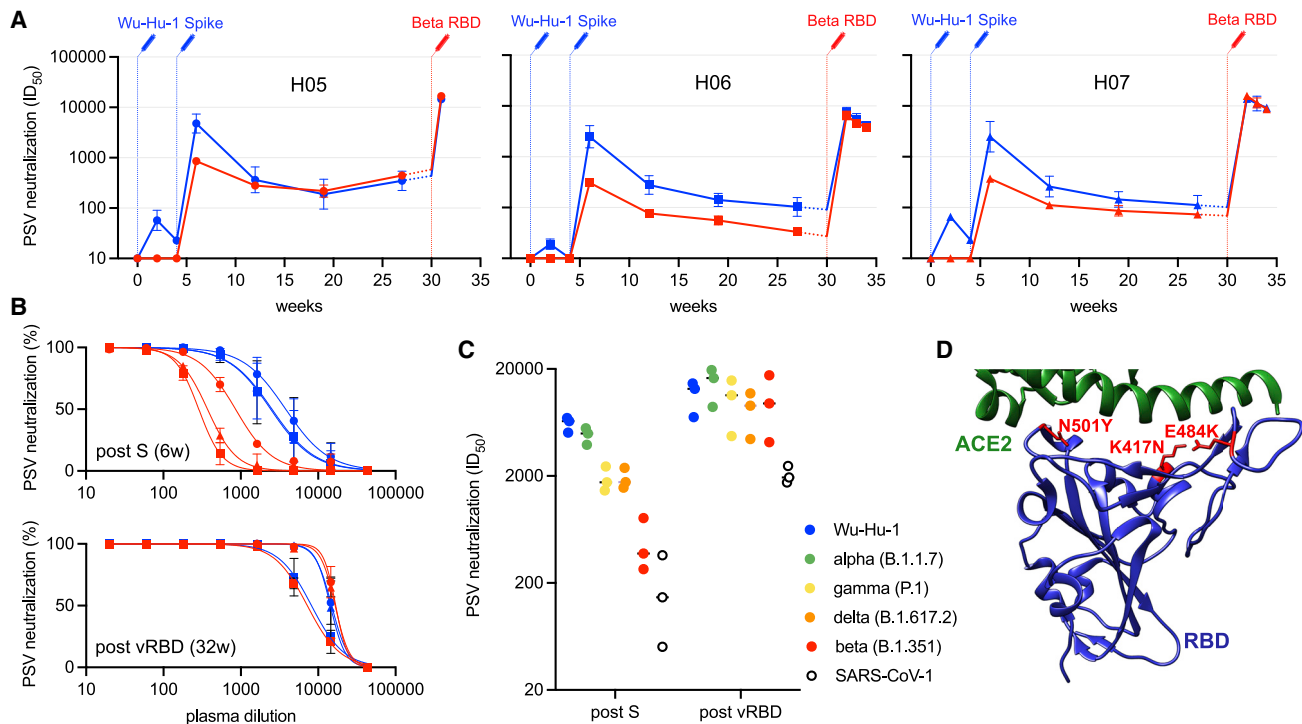 A
Wu-Hu-1 Spike
Beta RBD
Wu-Hu-1 Spike
Beta RBD
Wu-Hu-1 Spike
Beta RBD
PSV neutralization (ID50)
100000
10000
1000
100
10
H05
H06
H07
0 5 10 15 20 25 30 35
0 5 10 15 20 25 30 35
0 5 10 15 20 25 30 35
weeks
weeks
weeks
B
PSV neutralization (%)
100
50
0
post S (6w)
10 100 1000 10000 100000
PSV neutralization (%)
100
50
0
post vRBD (32w)
10 100 1000 10000 100000
plasma dilution
C
PSV neutralization (ID50)
20000
2000
200
20
post S
post vRBD
Wu-Hu-1
alpha (B.1.1.7)
gamma (P.1)
delta (B.1.617.2)
beta (B.1.351)
SARS-CoV-1
D
ACE2
N501Y
K417N
E484K
RBD